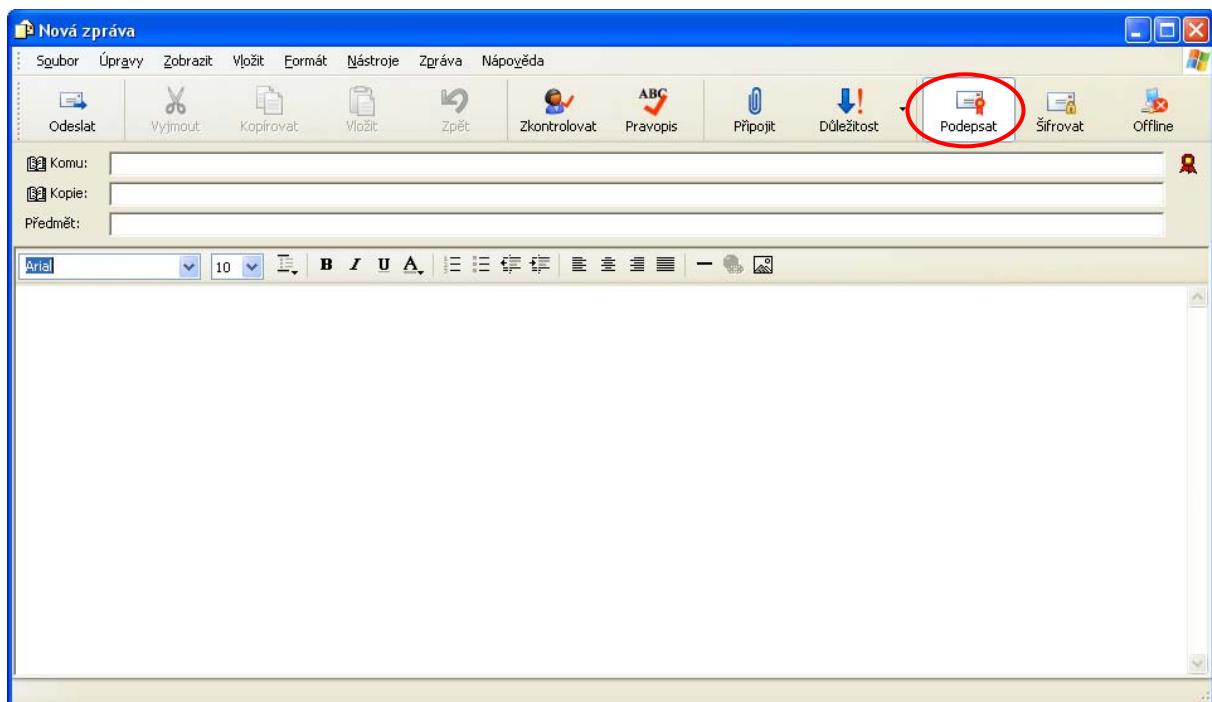 Nová zpráva
Soubor Úpravy Zobrazit Vložit Formát Nástroje Zpráva Nápověda
Odeslat Vyjmout Kopírovat Vložit Zpět Zkontrolovat ABC Pravopis Připojit Důležitost Podepsat Šifrovat Offline
Komu:
Kopie:
Předmět:
Arial 10 B I U A